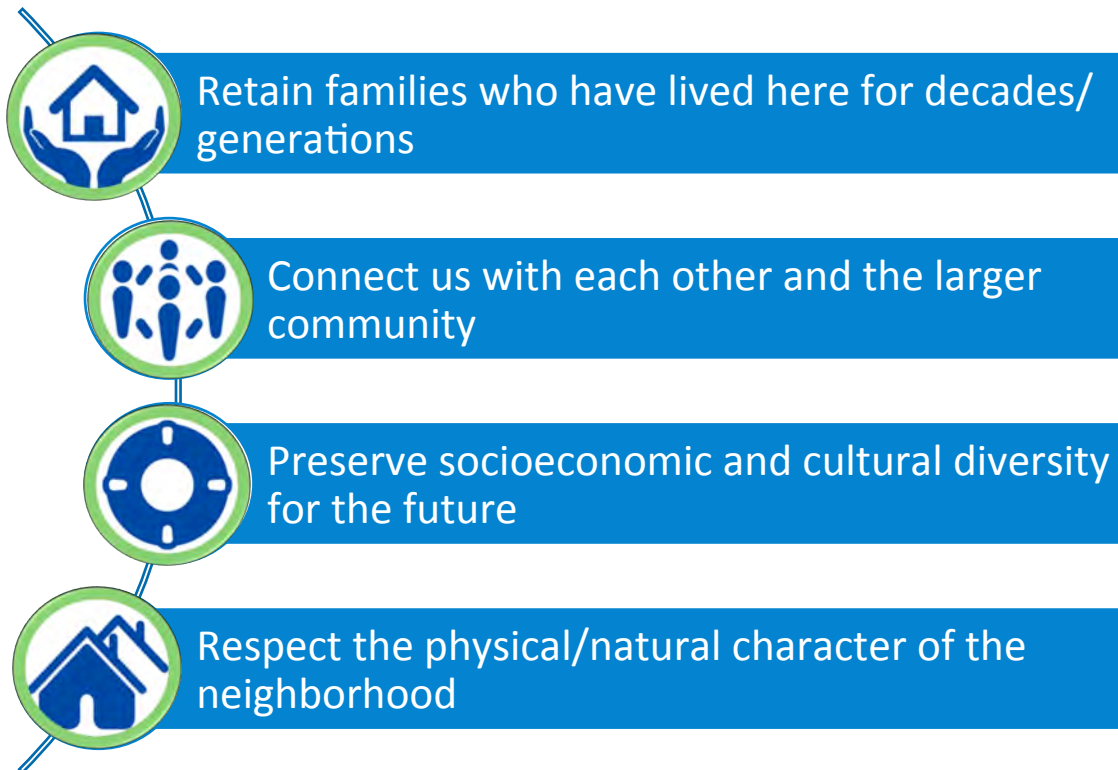 Retain families who have lived here for decades/
generations
Connect us with each other and the larger
community
Preserve socioeconomic and cultural diversity
for the future
Respect the physical/natural character of the
neighborhood